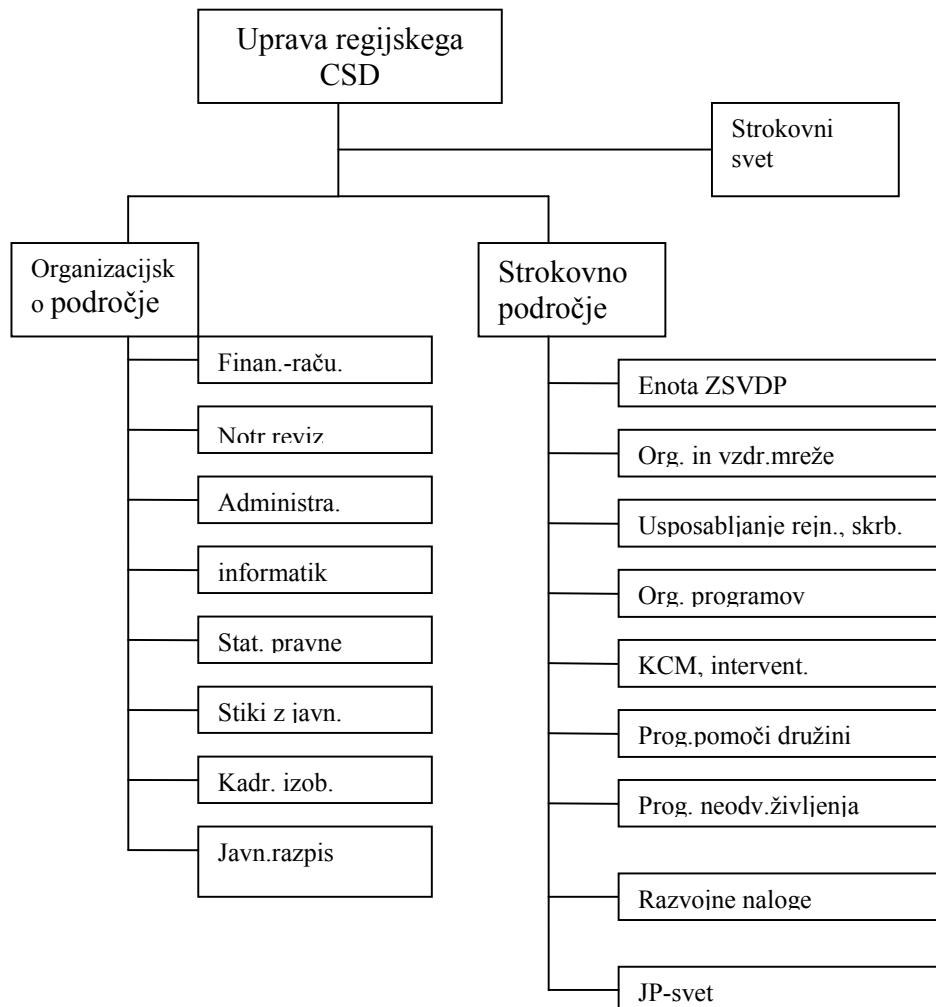 Uprava regijskega
CSD
Strokovni
svet
Organizacijsk
o področje
Finan.-raču.
Notr reviz
Administra.
informatik
Stat. pravne
Stiki z javn.
Kadr. izob.
Javn.razpis
Strokovno
področje
Enota ZSVDP
Org. in vzdr.mreže
Usposabljanje rejn., skrb.
Org. programov
KCM, intervent.
Prog.pomoči družini
Prog. neodv.življenja
Razvojne naloge
JP-svet